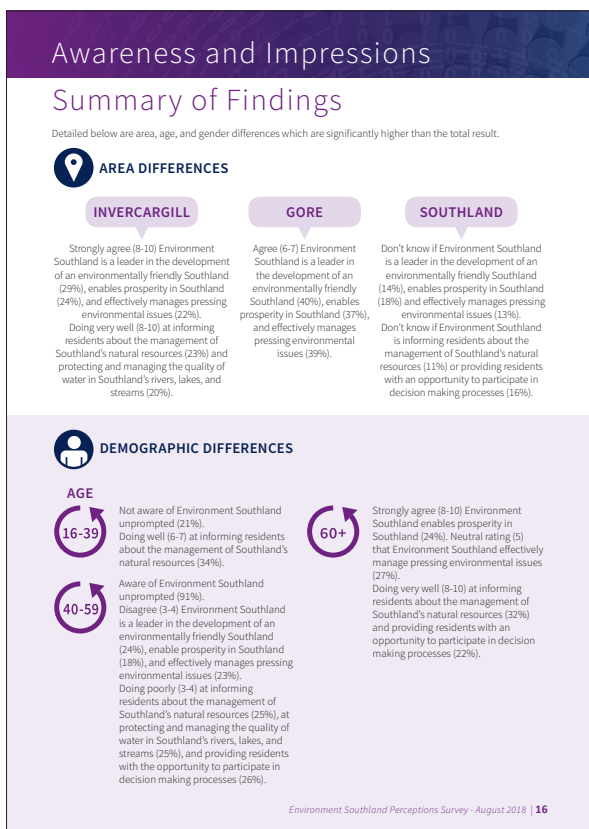 Awareness and Impressions
Summary of Findings
Detailed below are area, age, and gender differences which are significantly higher than the total result.
AREA DIFFERENCES
INVERCARGILL
Strongly agree (8-10) Environment
Southland is a leader in the development
of an environmentally friendly Southland
(29%), enables prosperity in Southland
(24%), and effectively manages pressing
environmental issues (22%).
Doing very well (8-10) at informing
residents about the management of
Southland's natural resources (23%) and
protecting and managing the quality of
water in Southland's rivers, lakes, and
streams (20%).
GORE
Agree (6-7) Environment
Southland is a leader in
the development of an
environmentally friendly
Southland (40%), enables
prosperity in Southland (37%),
and effectively manages
pressing environmental
issues (39%).
SOUTHLAND
Don't know if Environment Southland
is a leader in the development of an
environmentally friendly Southland
(14%), enables prosperity in Southland
(18%) and effectively manages pressing
environmental issues (13%).
Don't know if Environment Southland
is informing residents about the
management of Southland's natural
resources (11%) or providing residents
with an opportunity to participate in
decision making processes (16%).
DEMOGRAPHIC DIFFERENCES
AGE
16-39
Not aware of Environment Southland
unprompted (21%).
Doing well (6-7) at informing residents
about the management of Southland's
natural resources (34%).
40-59
Aware of Environment Southland
unprompted (91%).
Disagree (3-4) Environment Southland
is a leader in the development of an
environmentally friendly Southland
(24%), enable prosperity in Southland
(18%), and effectively manages pressing
environmental issues (23%).
Doing poorly (3-4) at informing
residents about the management of
Southland's natural resources (25%), at
protecting and managing the quality of
water in Southland's rivers, lakes, and
streams (25%), and providing residents
with the opportunity to participate in
decision making processes (26%).
60+
Strongly agree (8-10) Environment
Southland enables prosperity in
Southland (24%). Neutral rating (5)
that Environment Southland effectively
manage pressing environmental issues
(27%).
Doing very well (8-10) at informing
residents about the management of
Southland's natural resources (32%)
and providing residents with an
opportunity to participate in decision
making processes (22%).
Environment Southland Perceptions Survey - August 2018 | 16